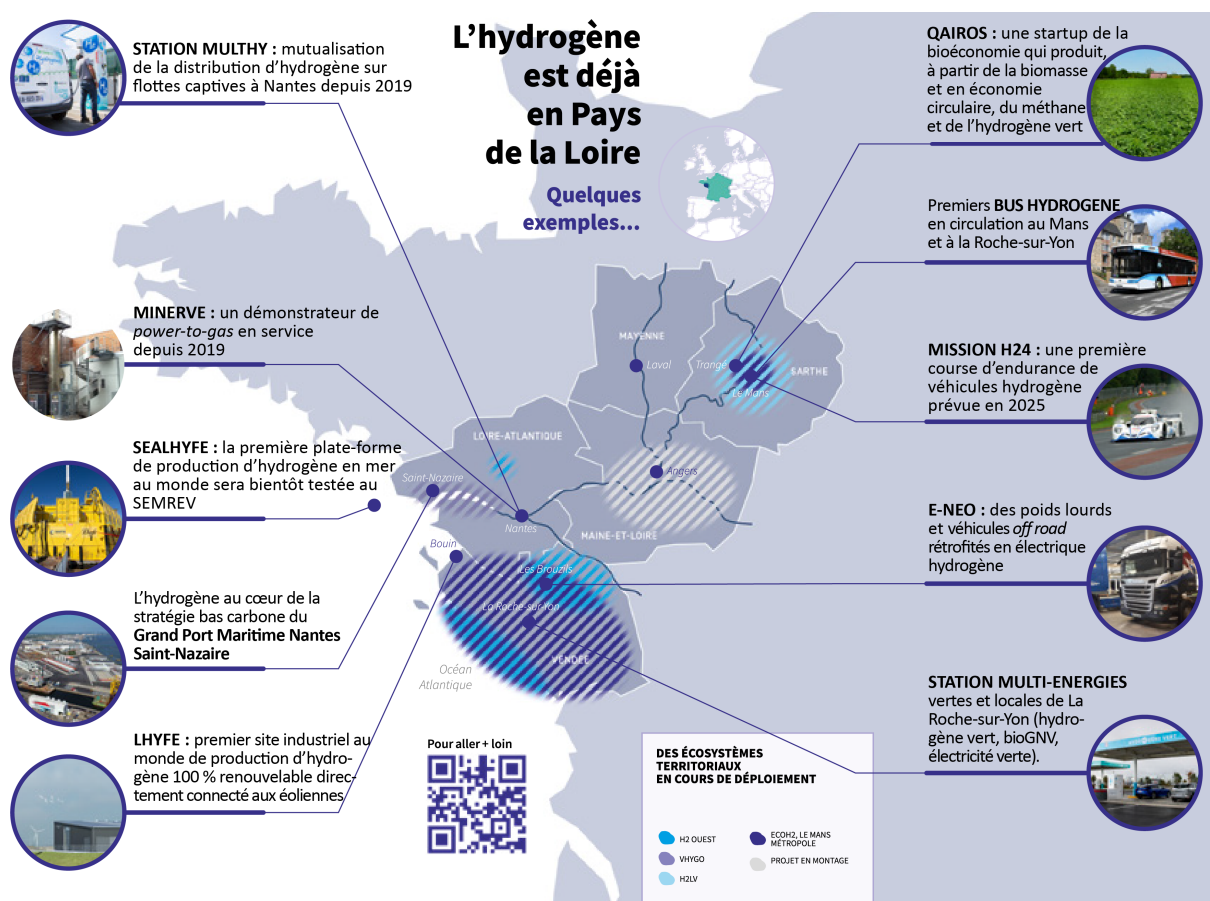 L'hydrogène
est déjà
en Pays
de la Loire
Quelques
exemples...
STATION MULTHY : mutualisation
de la distribution d'hydrogène sur
flottes captives à Nantes depuis 2019
MINERVE : un démonstrateur de
power-to-gas en service
depuis 2019
SEALHYFE : la première plate-forme
de production d'hydrogène en mer
au monde sera bientôt testée au
SEMREV
L'hydrogène au cœur de la
stratégie bas carbone du
Grand Port Maritime Nantes
Saint-Nazaire
LHYFE : premier site industriel au
monde de production d'hydro-
gène 100 % renouvelable direc-
tement connecté aux éoliennes
QAIROS : une startup de la
bioéconomie qui produit,
à partir de la biomasse
et en économie
circulaire, du méthane
et de l'hydrogène vert
Premiers BUS HYDROGENE
en circulation au Mans
et à la Roche-sur-Yon
MISSION H24 : une première
course d'endurance de
véhicules hydrogène
prévue en 2025
E-NEO : des poids lourds
et véhicules off road
rétrofités en électrique
hydrogène
STATION MULTI-ENERGIES
vertes et locales de La
Roche-sur-Yon (hydro-
gène vert, bioGNV,
électricité verte).
MAYENNE
Laval
Trangé
SARTHE
Le Mans
LOIRE-ATLANTIQUE
Saint-Nazaire
Angers
Nantes
MAINE-ET-LOIRE
Bouin
Les Brouzils
La Roche-sur-Yon
VENDÉE
Océan
Atlantique
Pour aller + loin
DES ÉCOSYSTÈMES
TERRITORIAUX
EN COURS DE DÉPLOIEMENT
H2 OUEST
VHYGO
H2LV
ECOH2, LE MANS
MÉTROPOLE
PROJET EN MONTAGE